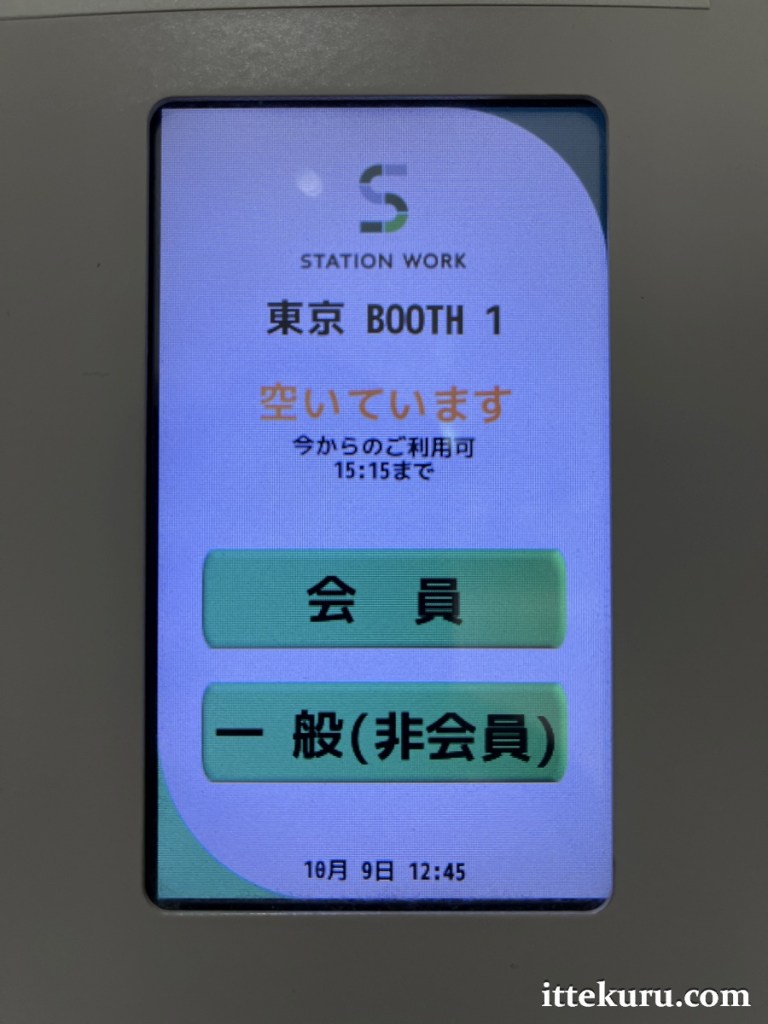 STATION WORK
東京 BOOTH 1
空いています
今からのご利用可
15:15まで
会 員
一 般(非会員)
10月 9日 12:45
ittekuru.com